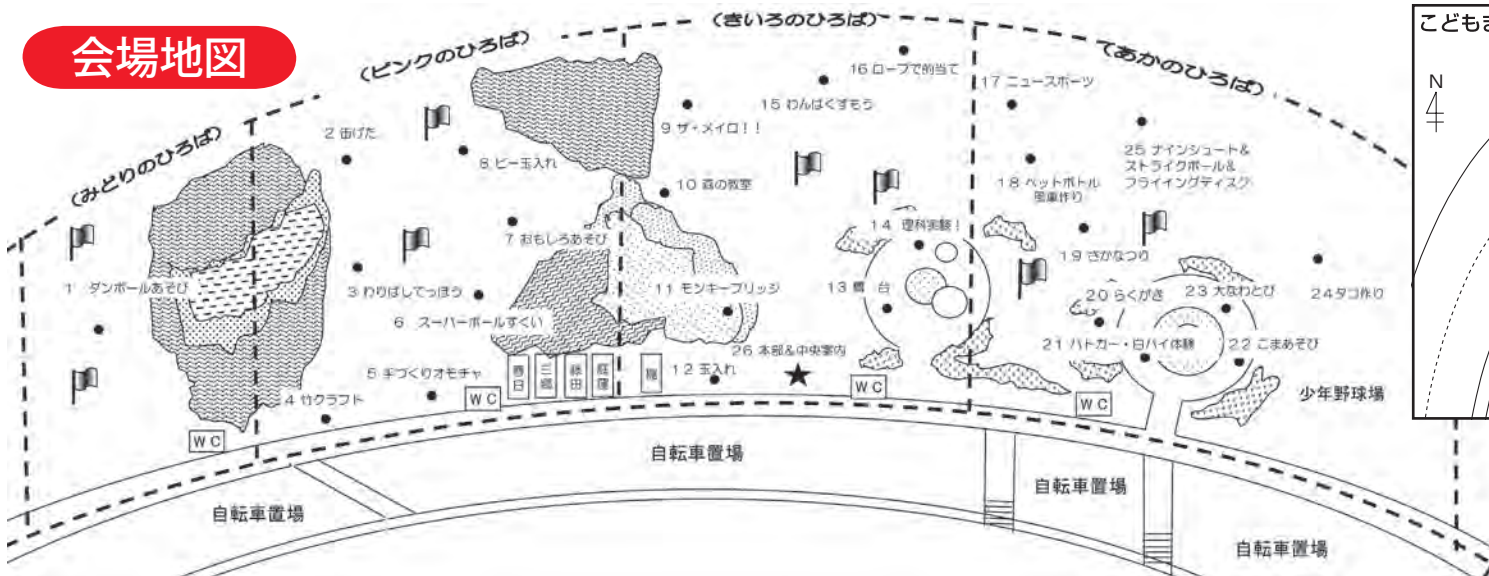 会場地図
(みどりのひろば)
(ピンクのひろば)
(きいろのひろば)
(あかのひろば)
こどもま
N
1 ダンボールあそび
2 缶げた
3 わりばしてっぽう
4 竹クラフト
5 手づくりオモチャ
6 スーパーボールすくい
7 おもしろあそび
8 ビー玉入れ
9 ザ・メイロ!!
10 森の教室
11 モンキーブリッジ
12 玉入れ
13 櫓 台
14 理科実験!
15 わんぱくすもう
16 ロープで的当て
17 ニュースポーツ
18 ペットボトル
風車作り
19 さかなつり
20 らくがき
21 パトカー・白バイ体験
22 こまあそび
23 大なわとび
24タコ作り
25 ナインシュート&
ストライクボール&
フライングディスク
26 本部&中央案内
春日
三郷
藤田
庭窪
WC
WC
WC
WC
少年野球場
自転車置場
自転車置場
自転車置場
自転車置場